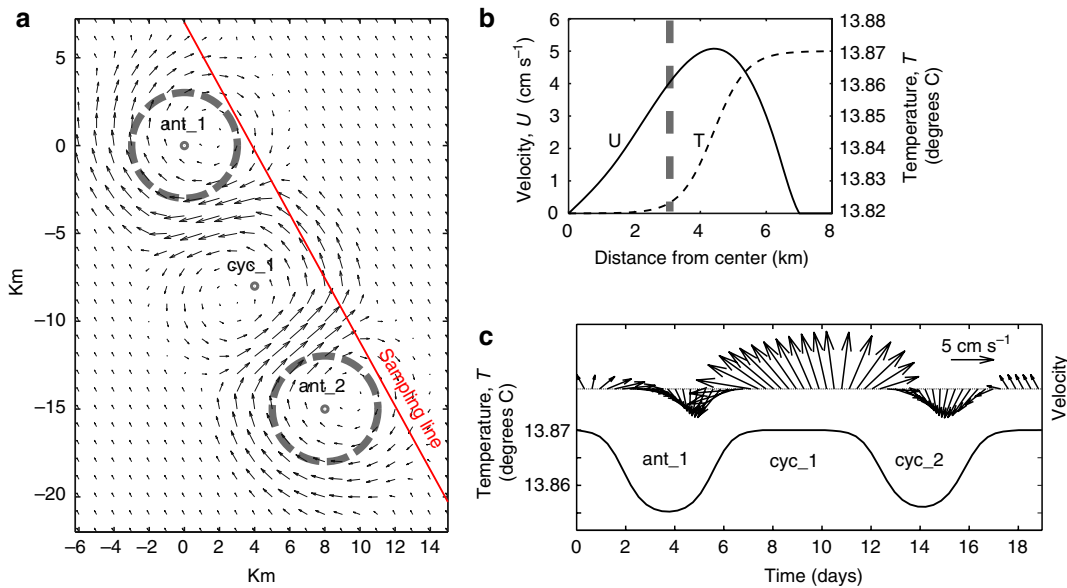 a
5
0
−5
−10
−15
−20
Km
−6 −4 −2 0 2 4 6 8 10 12 14
Km
ant_1
cyc_1
ant_2
Sampling line
b
Velocity, U (cm s⁻¹)
6
5
4
3
2
1
0
0 2 4 6 8
Distance from center (km)
U
T
13.88
13.87
13.86
13.85
13.84
13.83
13.82
Temperature, T
(degrees C)
c
Temperature, T
(degrees C)
13.87
13.86
5 cm s⁻¹
Velocity
ant_1
cyc_1
cyc_2
0 2 4 6 8 10 12 14 16 18
Time (days)